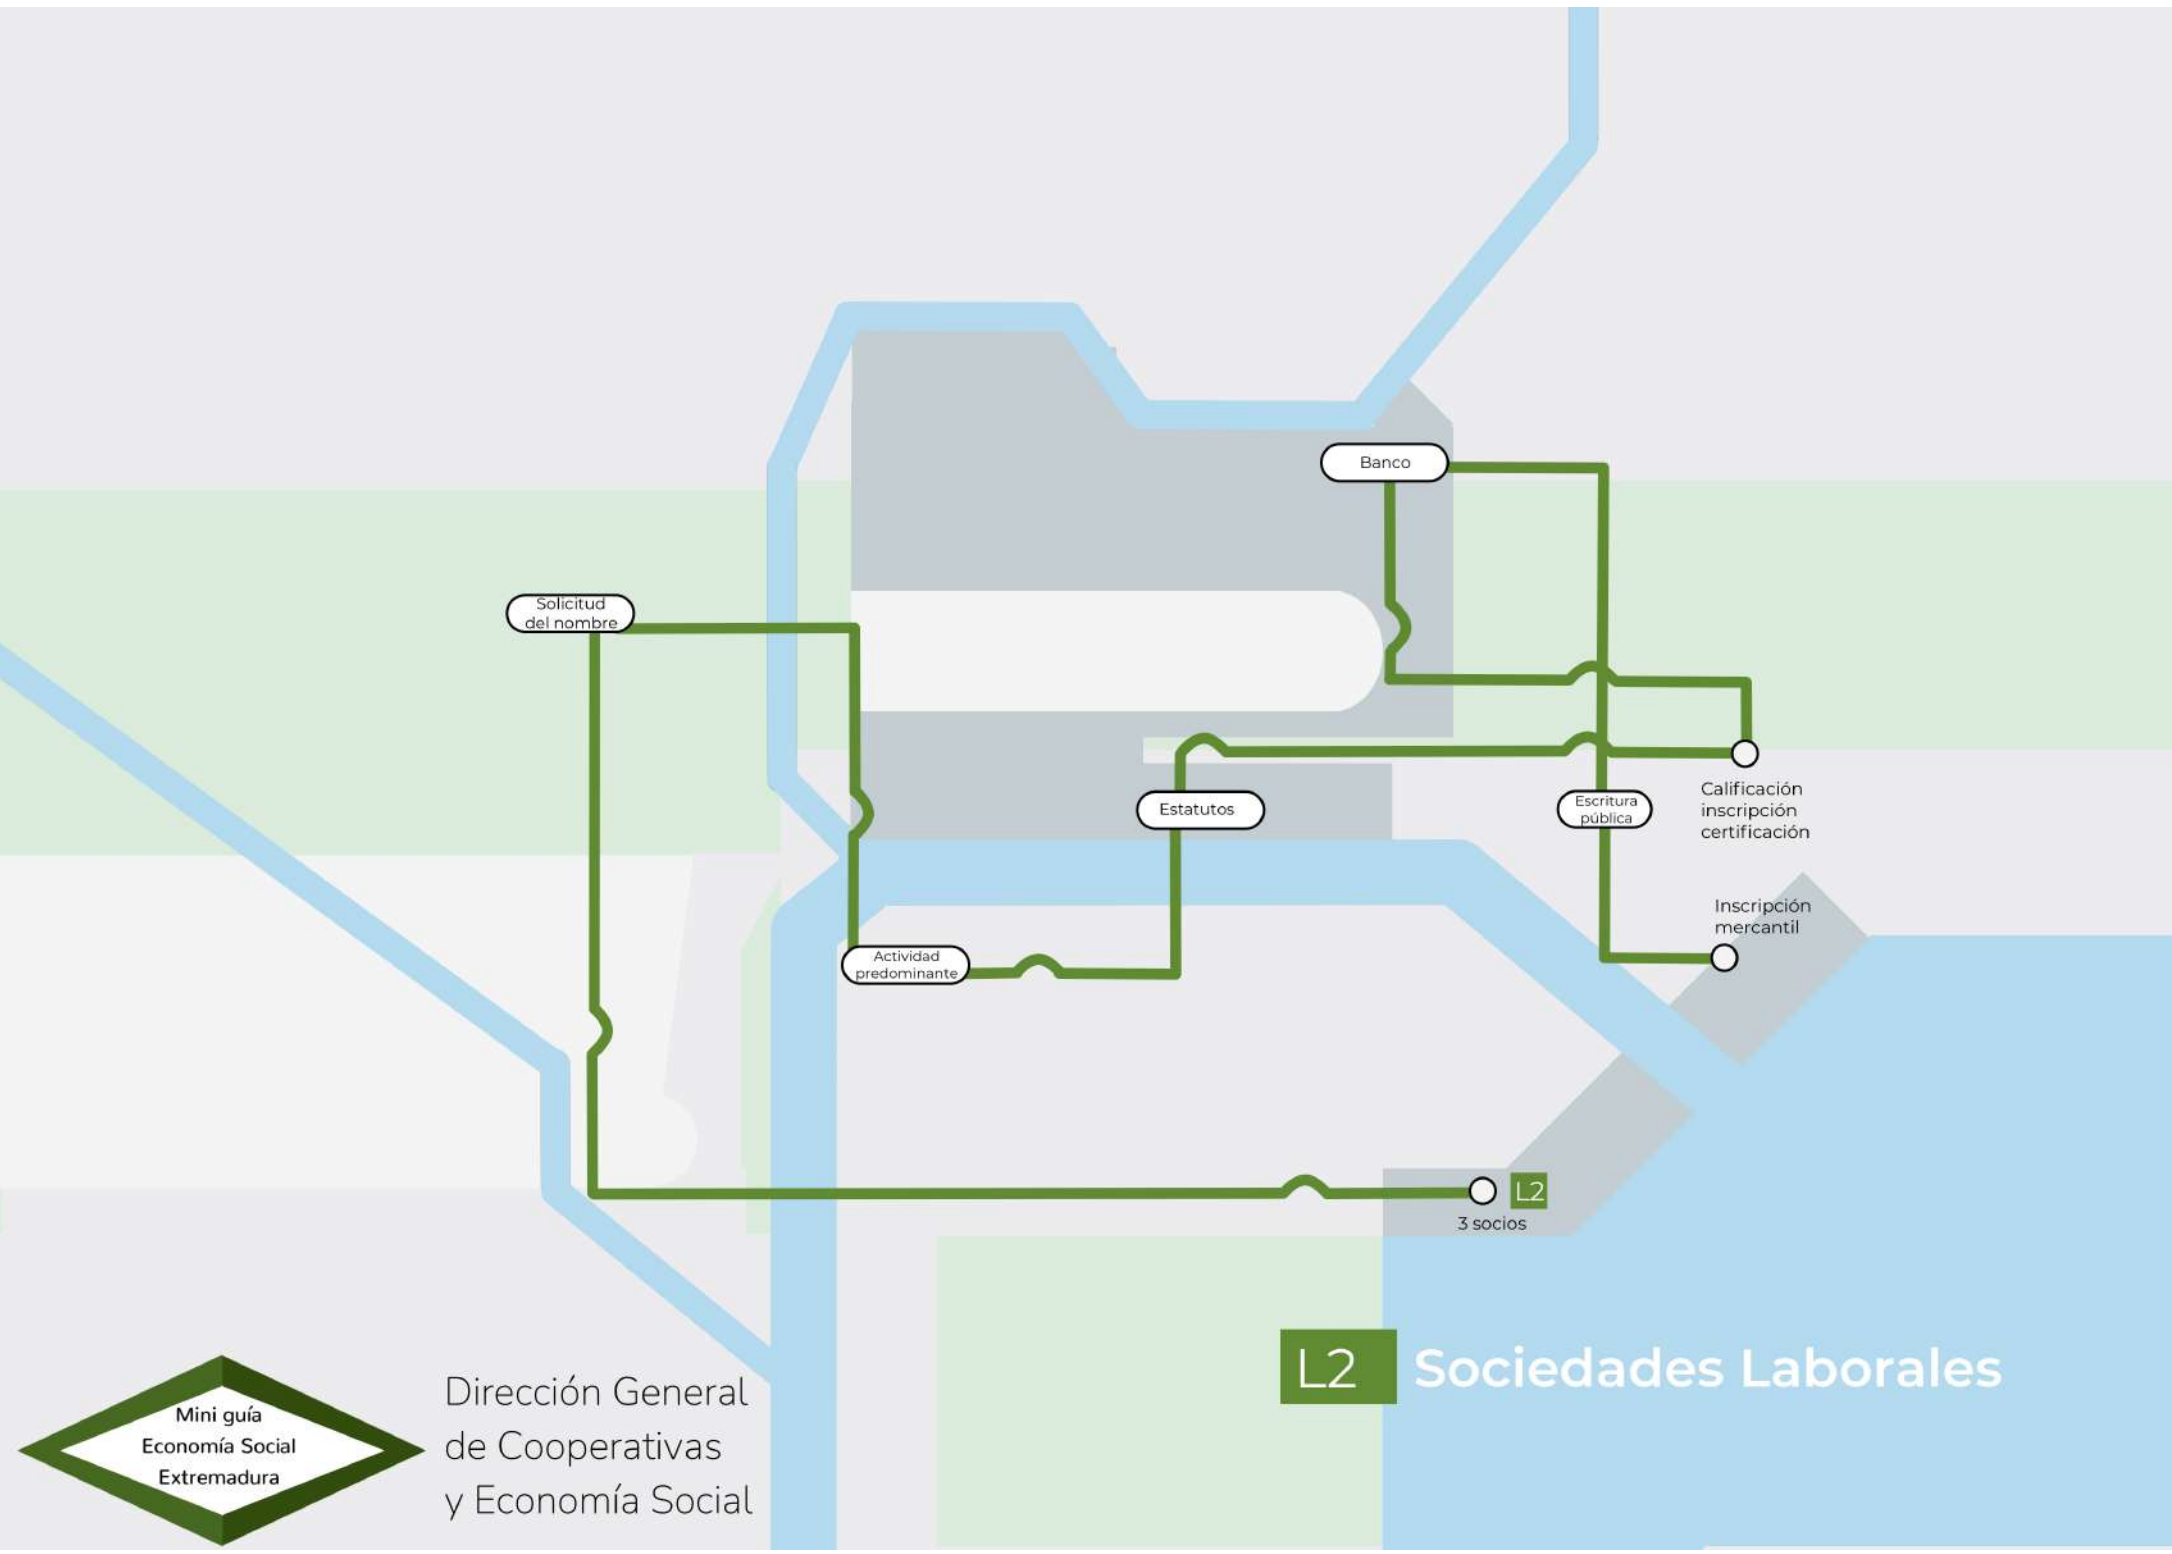 Banco
Solicitud
del nombre
Estatutos
Escritura
pública
Calificación
inscripción
certificación
Inscripción
mercantil
Actividad
predominante
L2
3 socios
L2 Sociedades Laborales
Mini guía
Economía Social
Extremadura
Dirección General
de Cooperativas
y Economía Social